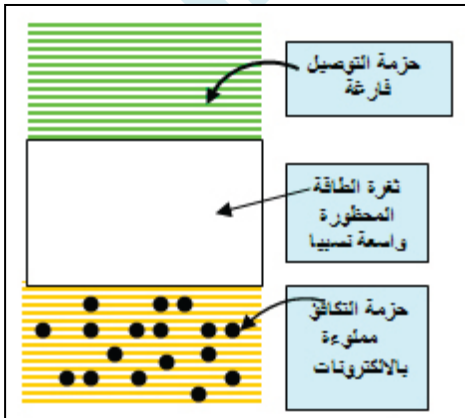 حزمة التوصيل
فارغة
ثغرة الطاقة
المحظورة
واسعة نسبيا
حزمة التكافؤ
مملوءة
بالالكترونات